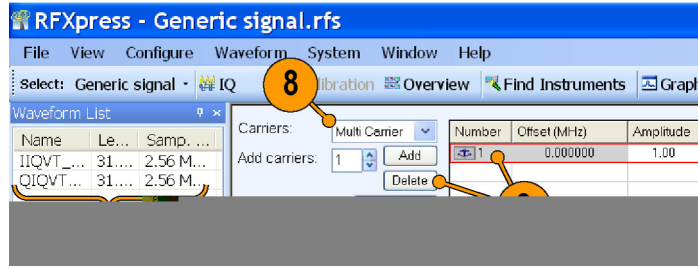 RFXpress - Generic signal.rfs
File View Configure Waveform System Window Help
Select: Generic signal IQ Overview Find Instruments Graph
8
Waveform List
Name Le... Samp. ...
IIQVT_... 31.... 2.56 M...
QIQVT... 31.... 2.56 M...
Carriers: Multi Carrier
Add carriers: 1 Add
Delete
Number Offset (MHz) Amplitude
1 0.000000 1.00